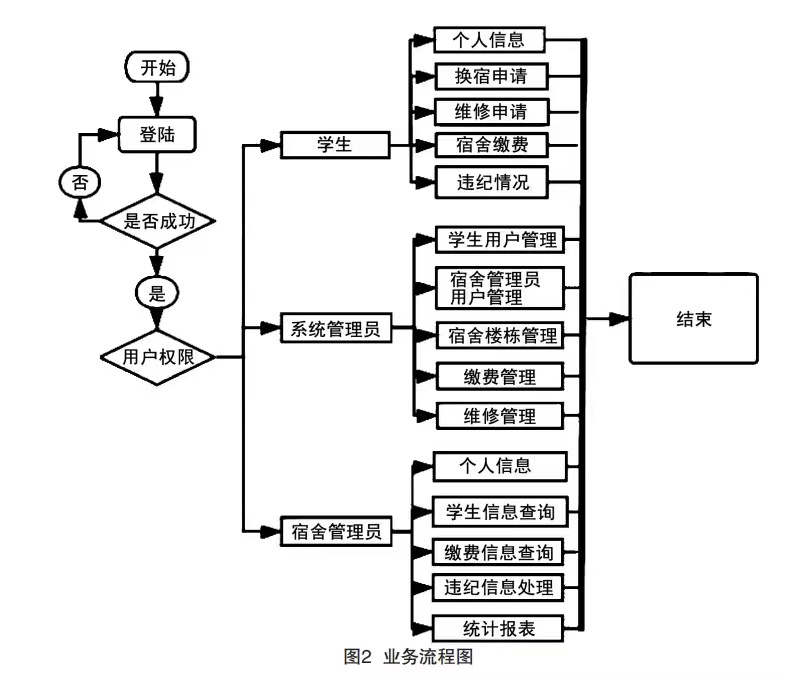 开始
登陆
否
是否成功
是
用户权限
学生
个人信息
换宿申请
维修申请
宿舍缴费
违纪情况
系统管理员
学生用户管理
宿舍管理员
用户管理
宿舍楼栋管理
缴费管理
维修管理
宿舍管理员
个人信息
学生信息查询
缴费信息查询
违纪信息处理
统计报表
结束
图2 业务流程图